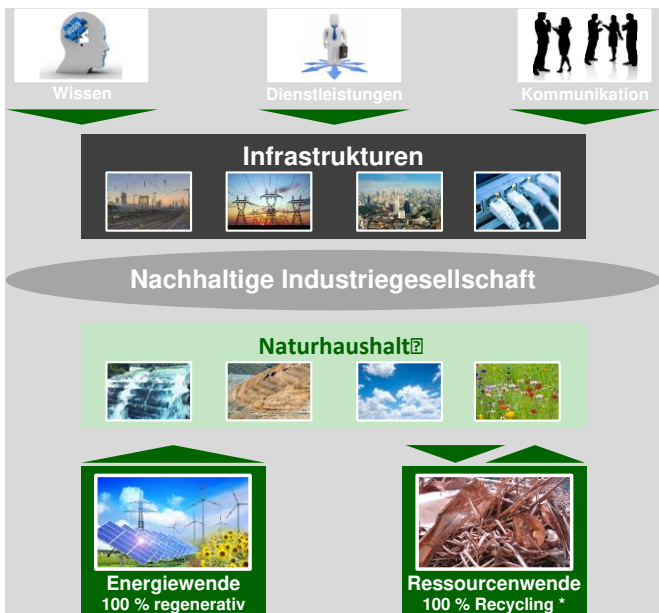 Wissen
Dienstleistungen
Kommunikation
Infrastrukturen
Nachhaltige Industriegesellschaft
Naturhaushalt
Energiewende
100 % regenerativ
Ressourcenwende
100 % Recycling *